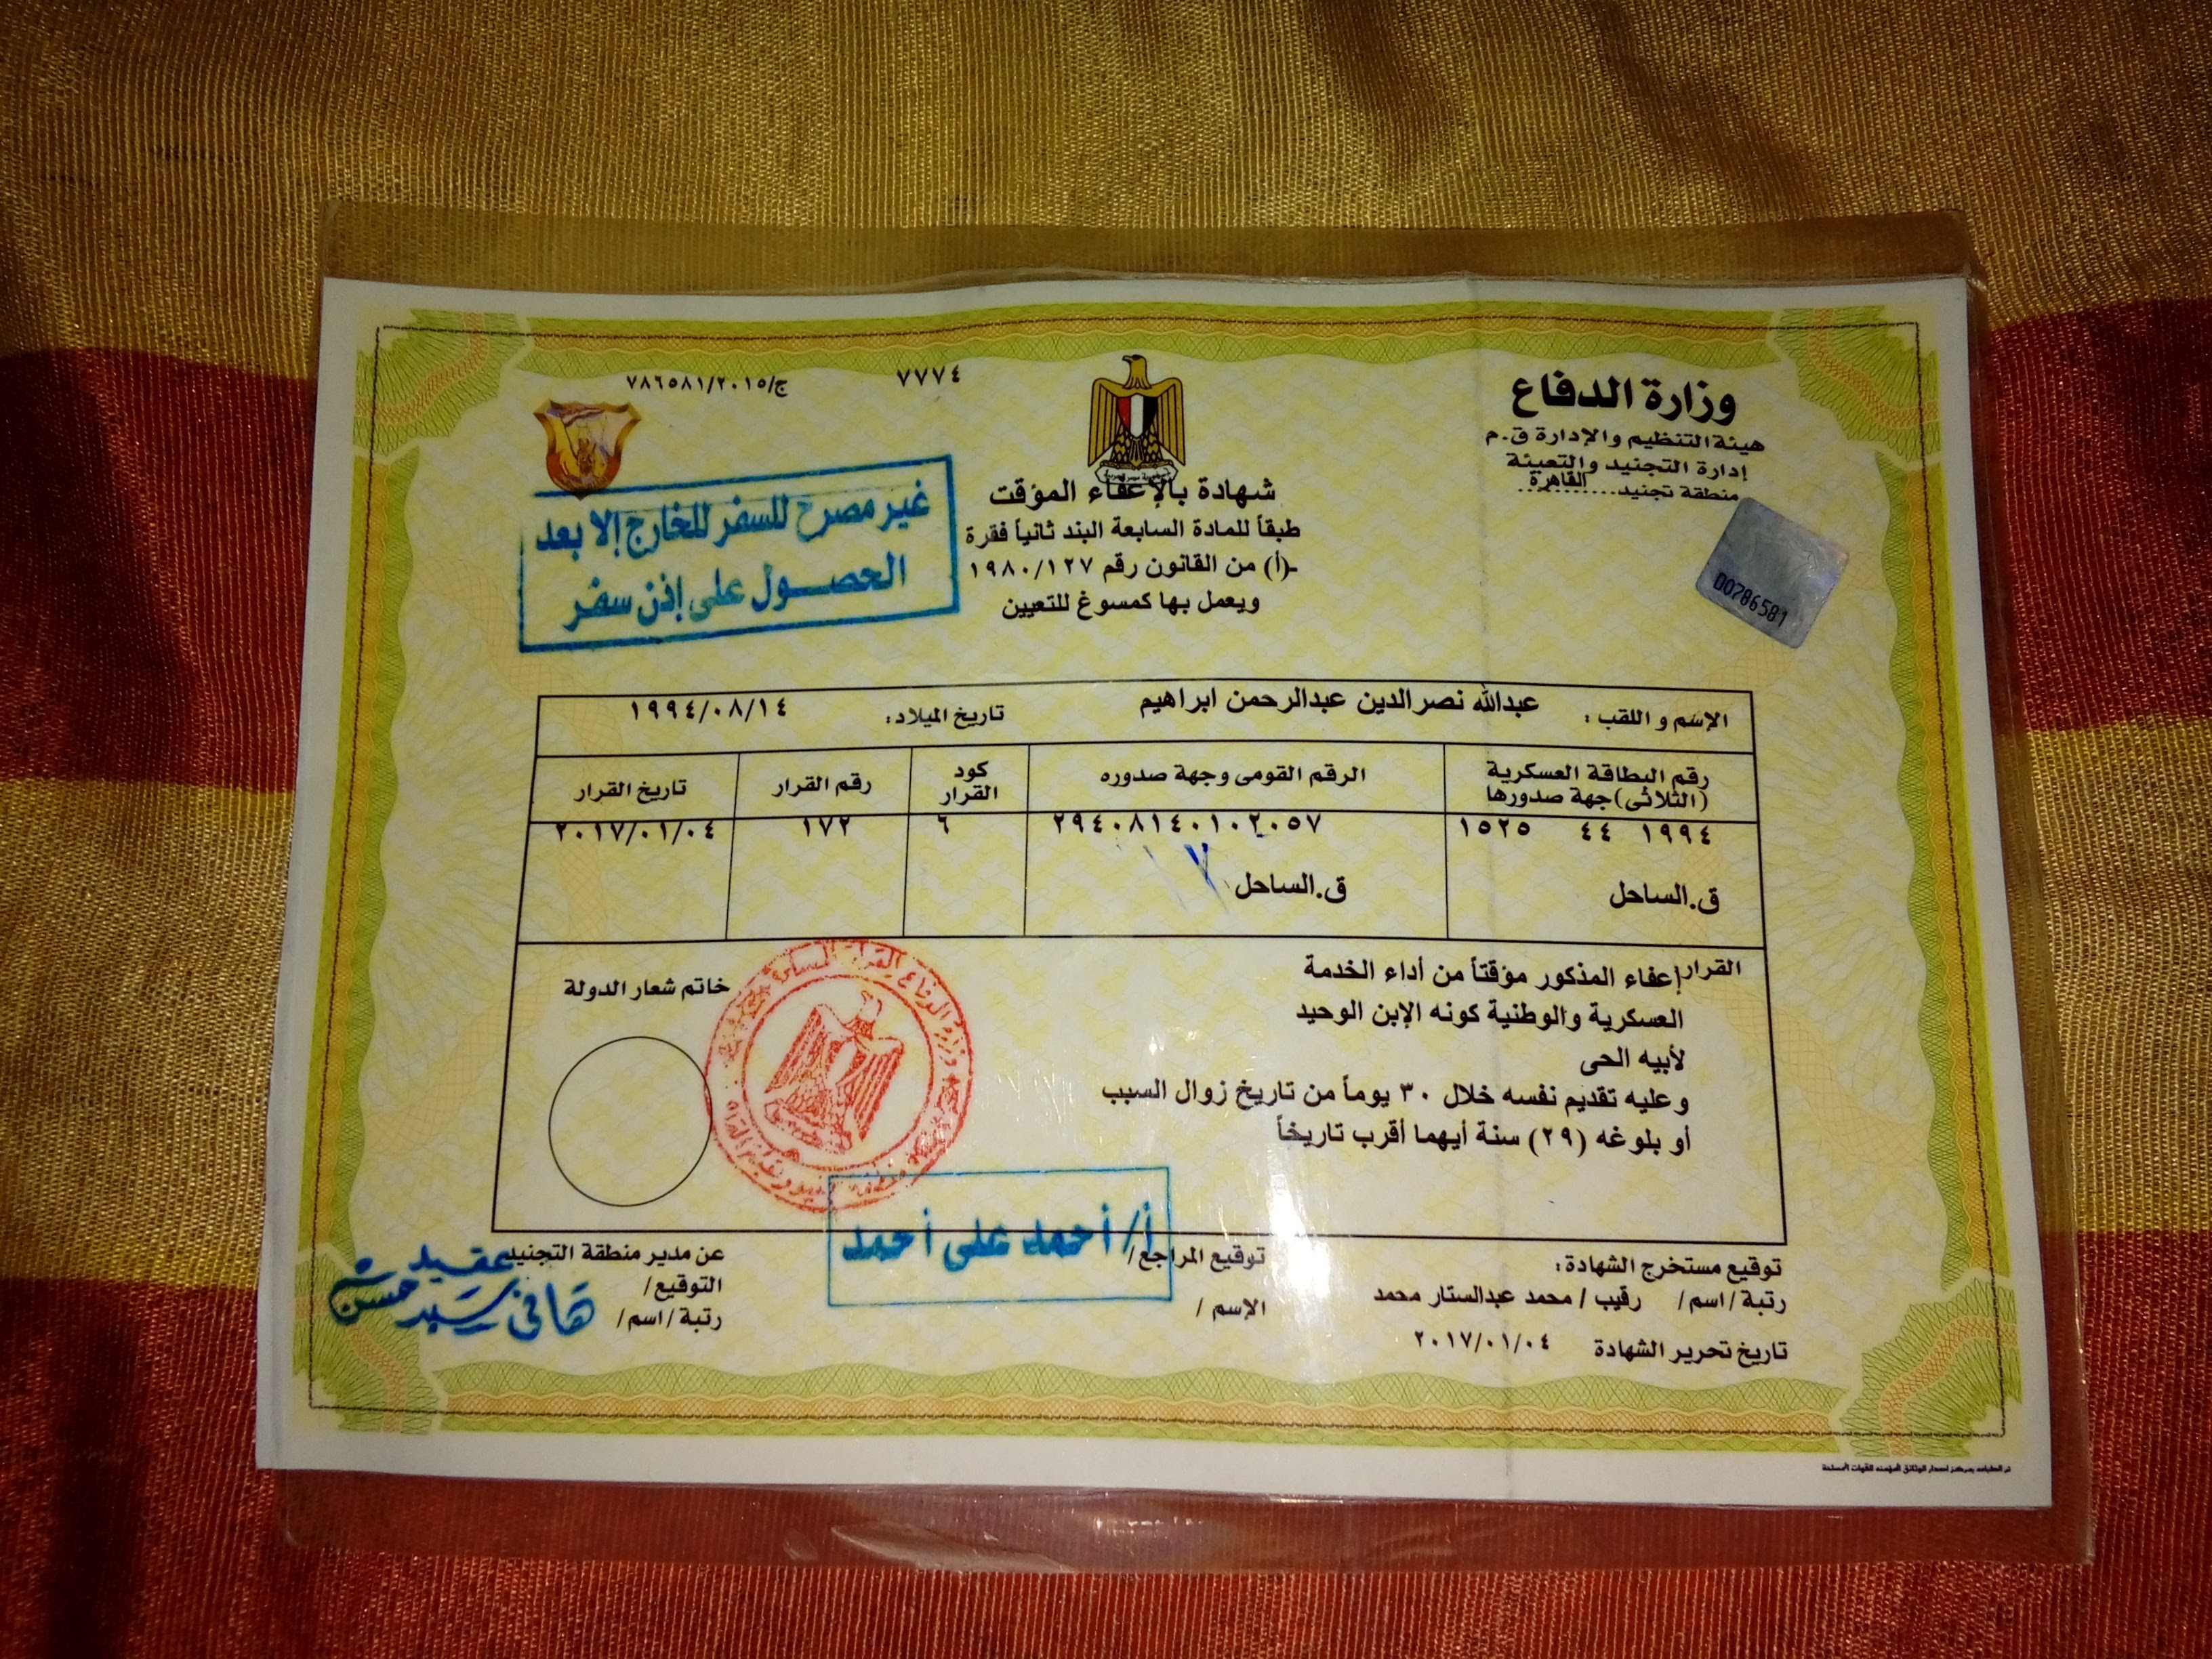 وزارة الدفاع
هيئة التنظيم والإدارة ق.م
إدارة التجنيد والتعبئة
منطقة تجنيد.....القاهرة.....
٧٧٧٤
ج/٧٨٦٥٨١/٢٠١٥
شهادة بالإعفاء المؤقت
طبقاً للمادة السابعة البند ثانياً فقرة
-(أ) من القانون رقم ١٩٨٠/١٢٧
ويعمل بها كمسوغ للتعيين
غير مصرح للسفر للخارج إلا بعد
الحصول على إذن سفر
00786581
الإسم و اللقب : عبدالله نصرالدين عبدالرحمن ابراهيم تاريخ الميلاد: ١٩٩٤/٠٨/١٤
رقم البطاقة العسكرية (الثلاثى)جهة صدورها
الرقم القومى وجهة صدوره
كود القرار
رقم القرار
تاريخ القرار
١٩٩٤ ٤٤ ١٥٢٥
٢٩٤٠٨١٤٠١٠٢٠٥٧
٦
١٧٢
٢٠١٧/٠١/٠٤
ق.الساحل
ق.الساحل
القرار إعفاء المذكور مؤقتاً من أداء الخدمة
العسكرية والوطنية كونه الإبن الوحيد
لأبيه الحى
وعليه تقديم نفسه خلال ٣٠ يوماً من تاريخ زوال السبب
أو بلوغه (٢٩) سنة أيهما أقرب تاريخاً
خاتم شعار الدولة
توقيع مستخرج الشهادة:
رتبة / اسم / رقيب / محمد عبدالستار محمد
تاريخ تحرير الشهادة ٢٠١٧/٠١/٠٤
توقيع المراجع/
أ/ أحمد على أحمد
الإسم /
عن مدير منطقة التجنيد
التوقيع /
رتبة / اسم /
عقيد
هانى سيد حسن